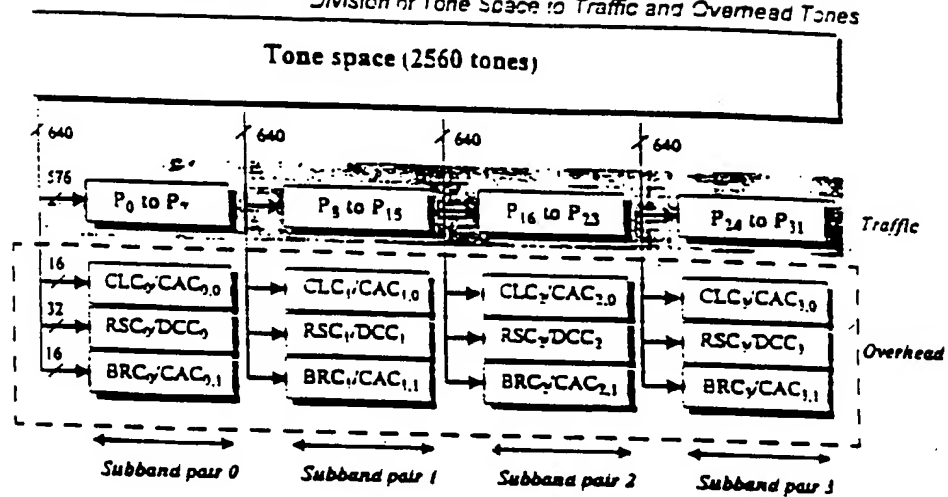 Division of Tone Space to Traffic and Overhead Tones
Tone space (2560 tones)
640 640 640 640
576
P0 to P7 P8 to P15 P16 to P23 P24 to P31 Traffic
16 CLC0/CAC0,0 CLC1/CAC1,0 CLC2/CAC2,0 CLC3/CAC3,0
32 RSC0/DCC0 RSC1/DCC1 RSC2/DCC2 RSC3/DCC3 Overhead
16 BRC0/CAC0,1 BRC1/CAC1,1 BRC2/CAC2,1 BRC3/CAC3,1
Subband pair 0 Subband pair 1 Subband pair 2 Subband pair 3